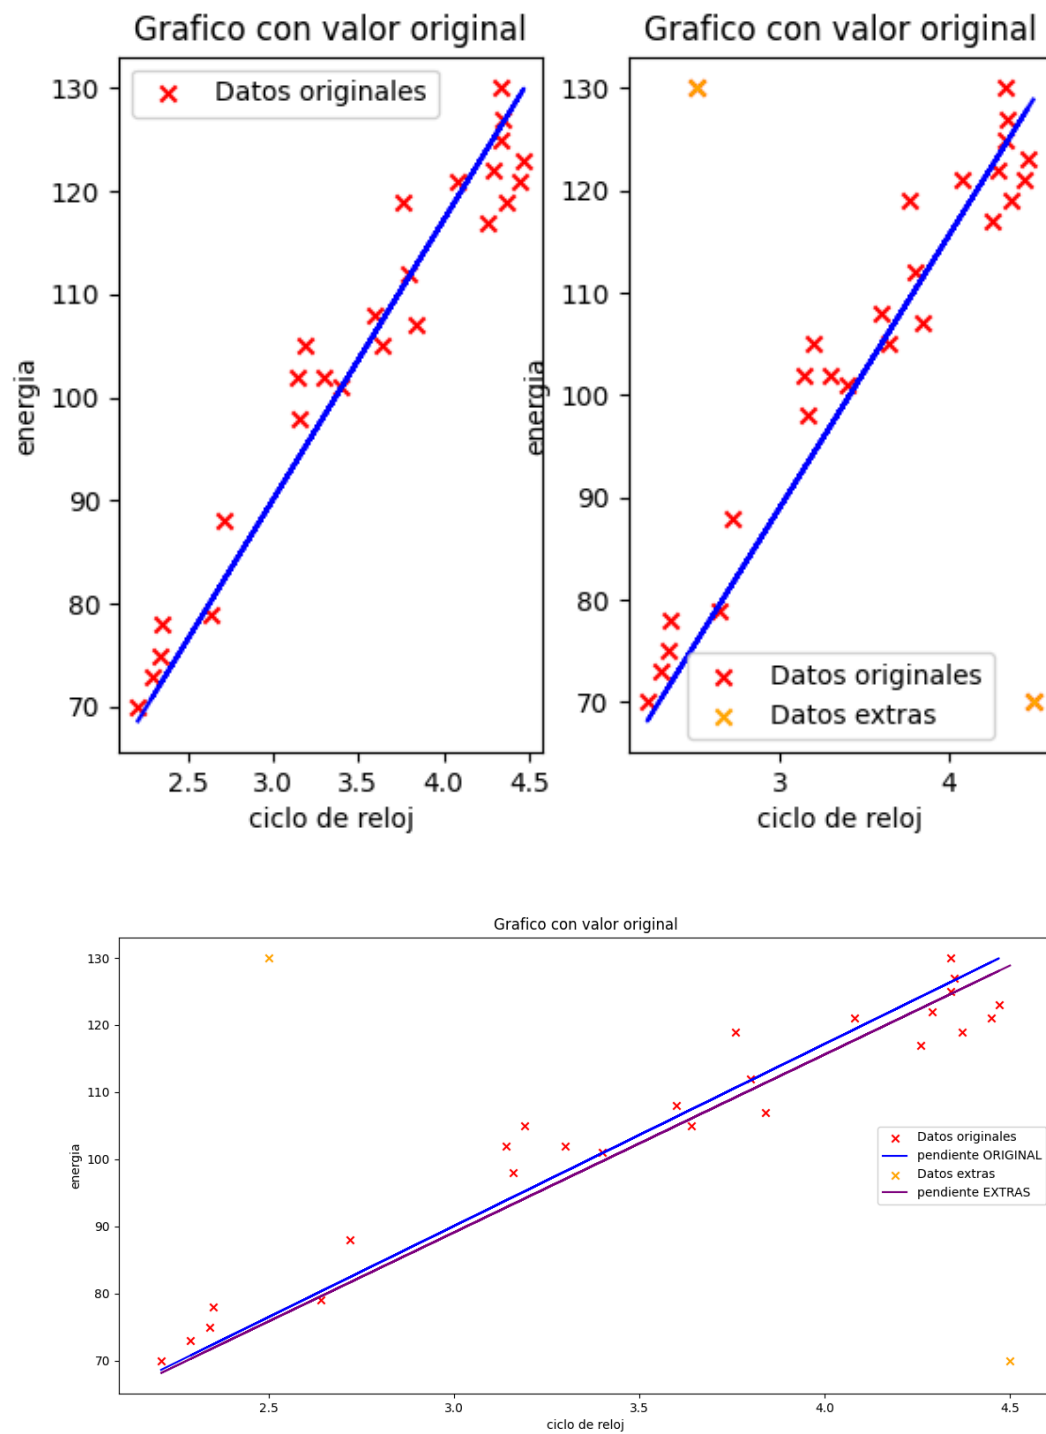 Grafico con valor original
Datos originales
130
120
110
100
90
80
70
energia
2.5 3.0 3.5 4.0 4.5
ciclo de reloj
Grafico con valor original
130
120
110
100
90
80
70
energia
Datos originales
Datos extras
3 4
ciclo de reloj
Grafico con valor original
130
120
110
100
90
80
70
energia
Datos originales
pendiente ORIGINAL
Datos extras
pendiente EXTRAS
2.5 3.0 3.5 4.0 4.5
ciclo de reloj